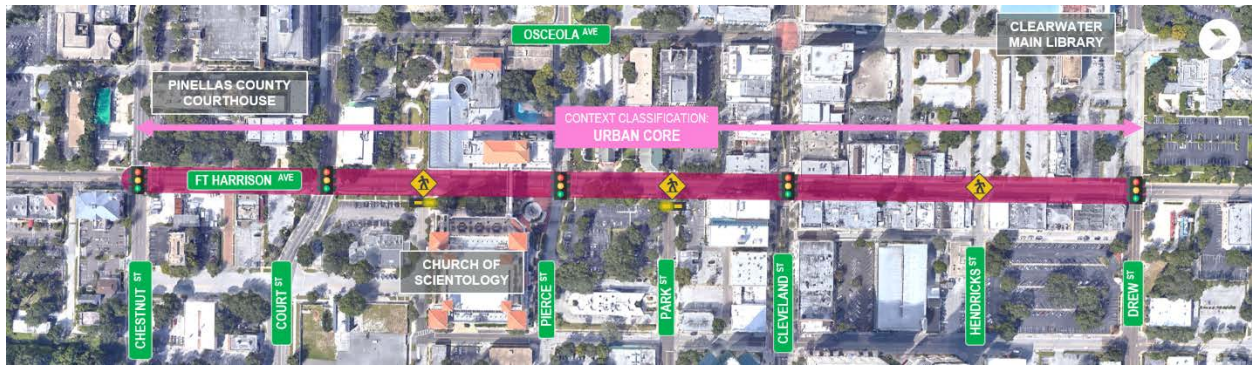 OSCEOLA AVE
CLEARWATER
MAIN LIBRARY
PINELLAS COUNTY
COURTHOUSE
CONTEXT CLASSIFICATION:
URBAN CORE
FT HARRISON AVE
CHURCH OF
SCIENTOLOGY
CHESTNUT ST
COURT ST
PIERCE ST
PARK ST
CLEVELAND ST
HENDRICKS ST
DREW ST